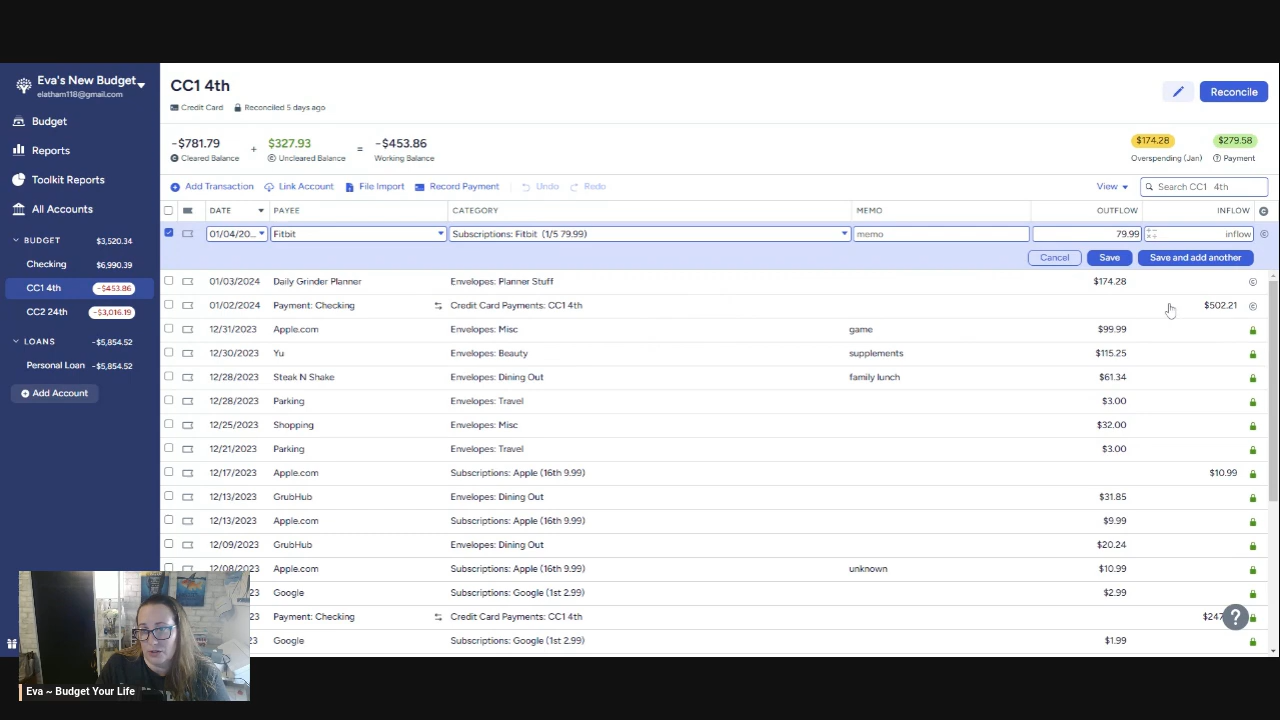 Eva's New Budget
elatham118@gmail.com
Budget
Reports
Toolkit Reports
All Accounts
BUDGET $3,520.34
Checking $6,990.39
CC1 4th -$453.86
CC2 24th -$3,016.19
LOANS -$5,854.52
Personal Loan -$5,854.52
Add Account
CC1 4th
Credit Card Reconciled 5 days ago
Reconcile
-$781.79 + $327.93 = -$453.86
Cleared Balance Uncleared Balance Working Balance
$174.28 $279.58
Overspending (Jan) Payment
Add Transaction Link Account File Import Record Payment Undo Redo View Search CC1 4th
DATE PAYEE CATEGORY MEMO OUTFLOW INFLOW
01/04/20... Fitbit Subscriptions: Fitbit (1/5 79.99) memo 79.99 inflow
Cancel Save Save and add another
01/03/2024 Daily Grinder Planner Envelopes: Planner Stuff $174.28
01/02/2024 Payment: Checking Credit Card Payments: CC1 4th $502.21
12/31/2023 Apple.com Envelopes: Misc game $99.99
12/30/2023 Yu Envelopes: Beauty supplements $115.25
12/28/2023 Steak N Shake Envelopes: Dining Out family lunch $61.34
12/28/2023 Parking Envelopes: Travel $3.00
12/25/2023 Shopping Envelopes: Misc $32.00
12/21/2023 Parking Envelopes: Travel $3.00
12/17/2023 Apple.com Subscriptions: Apple (16th 9.99) $10.99
12/13/2023 GrubHub Envelopes: Dining Out $31.85
12/13/2023 Apple.com Subscriptions: Apple (16th 9.99) $9.99
12/09/2023 GrubHub Envelopes: Dining Out $20.24
12/08/2023 Apple.com Subscriptions: Apple (16th 9.99) unknown $10.99
Google Subscriptions: Google (1st 2.99) $2.99
3 Payment: Checking Credit Card Payments: CC1 4th $247
3 Google Subscriptions: Google (1st 2.99) $1.99
Eva ~ Budget Your Life